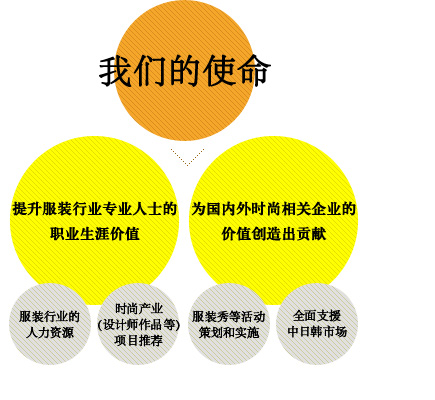 我们的使命
提升服装行业专业人士的
职业生涯价值
为国内外时尚相关企业的
价值创造出贡献
服装行业的
人力资源
时尚产业
(设计师作品等)
项目推荐
服装秀等活动
策划和实施
全面支援
中日韩市场